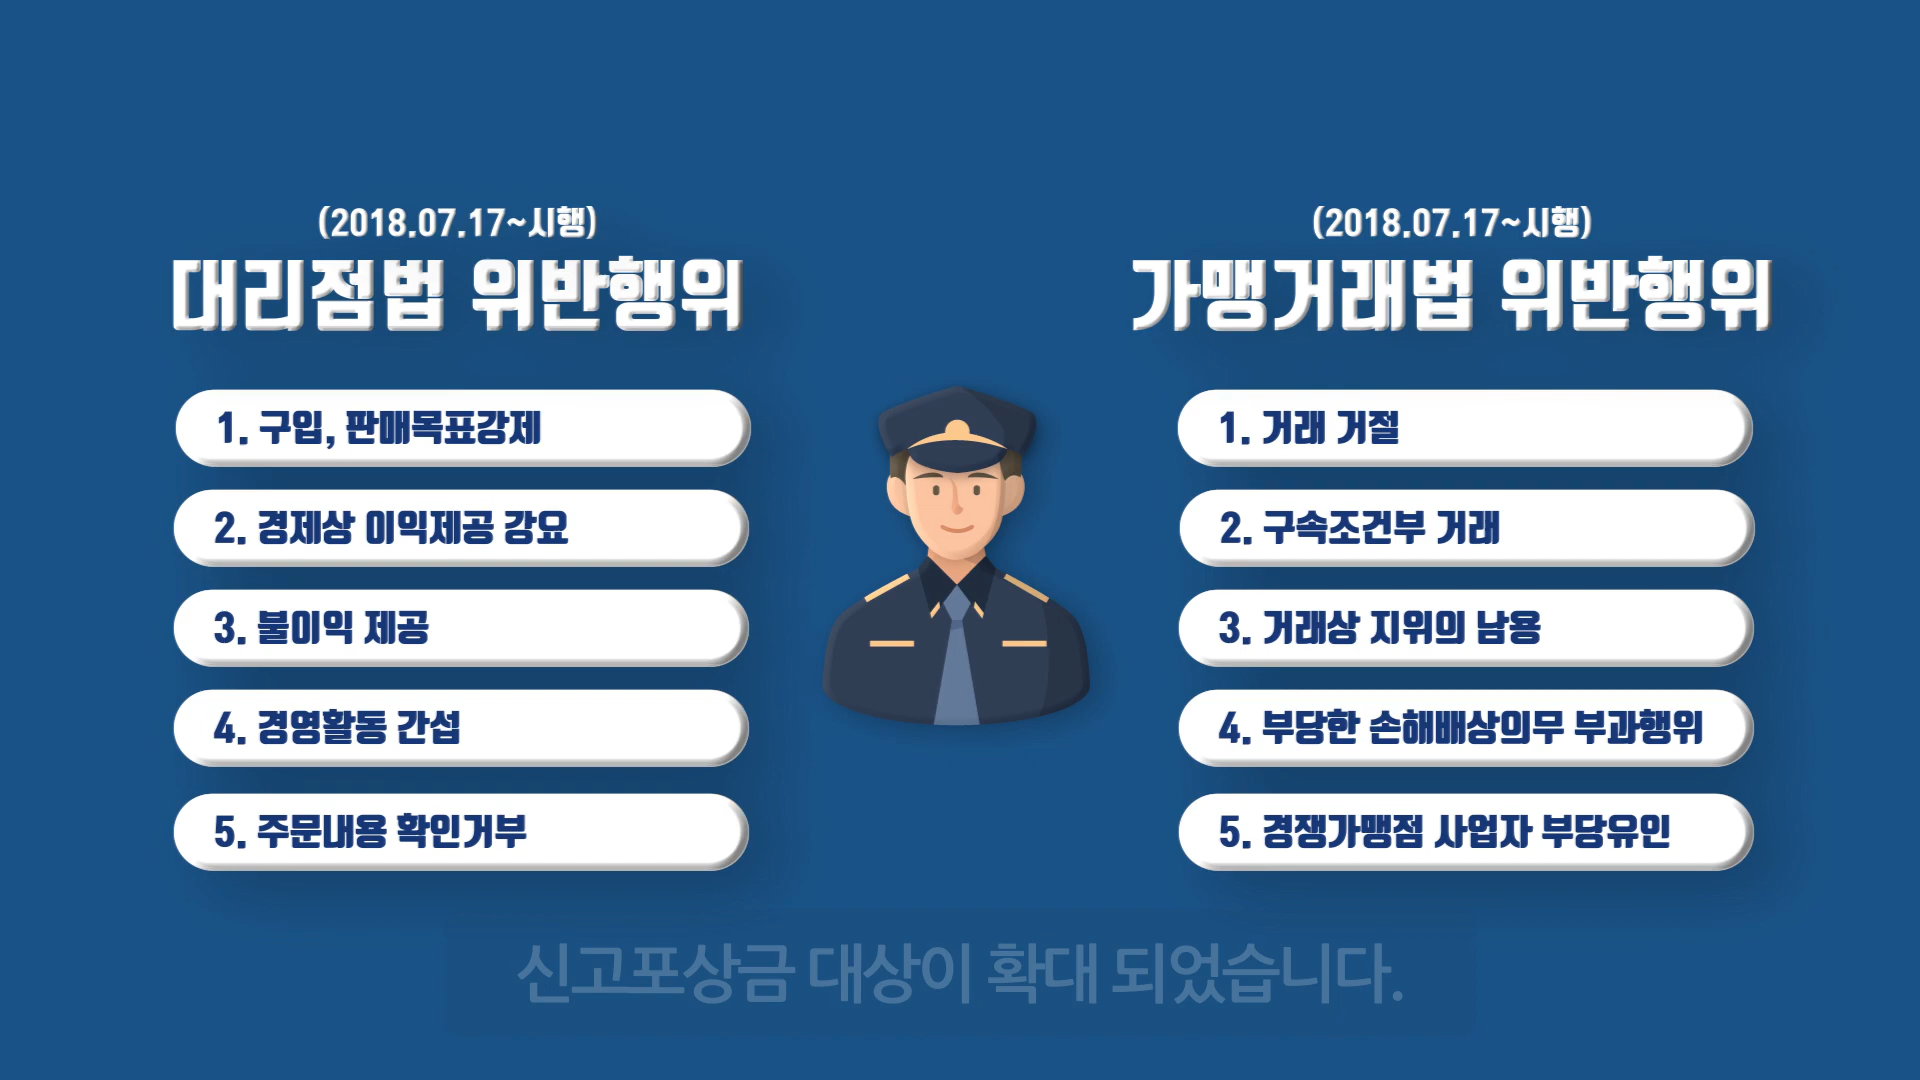 (2018.07.17~시행)
대리점법 위반행위
1. 구입, 판매목표강제
2. 경제상 이익제공 강요
3. 불이익 제공
4. 경영활동 간섭
5. 주문내용 확인거부
(2018.07.17~시행)
가맹거래법 위반행위
1. 거래 거절
2. 구속조건부 거래
3. 거래상 지위의 남용
4. 부당한 손해배상의무 부과행위
5. 경쟁가맹점 사업자 부당유인
신고포상금 대상이 확대 되었습니다.